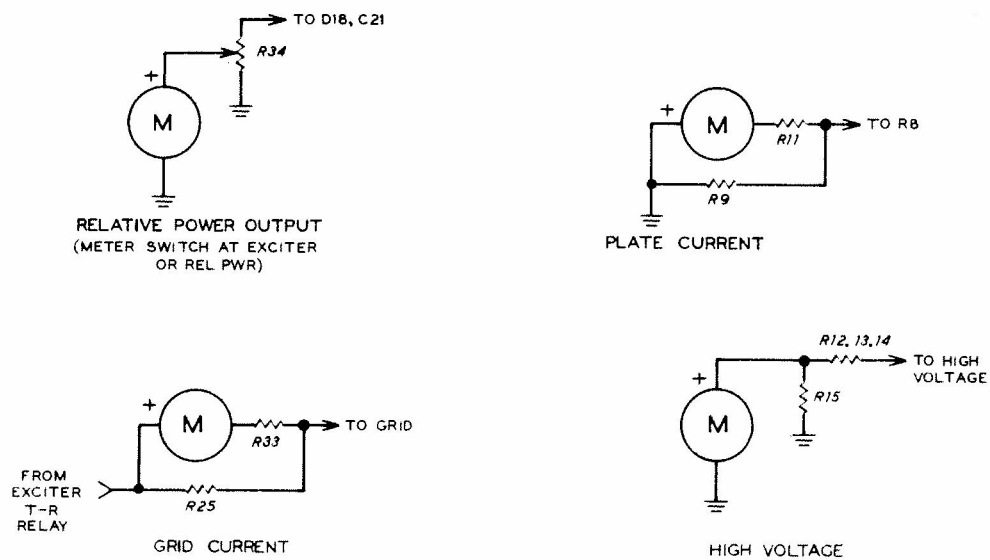 TO D18, C21
R34
+
M
RELATIVE POWER OUTPUT
(METER SWITCH AT EXCITER
OR REL PWR)
+
M
R11
TO R8
R9
PLATE CURRENT
+
M
R33
TO GRID
FROM
EXCITER
T-R
RELAY
R25
GRID CURRENT
R12, 13, 14
TO HIGH
VOLTAGE
+
M
R15
HIGH VOLTAGE